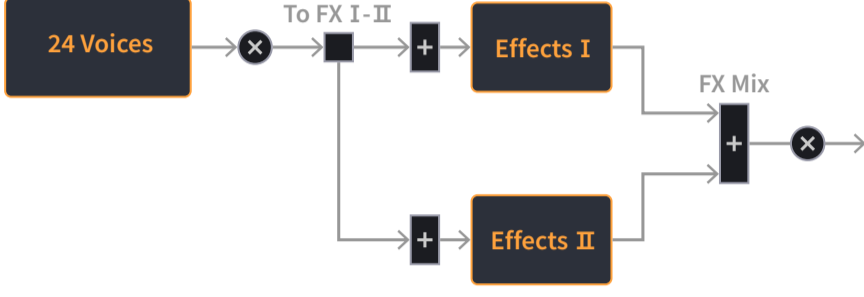 To FX I-II
24 Voices
×
+
Effects I
FX Mix
+
×
+
Effects II